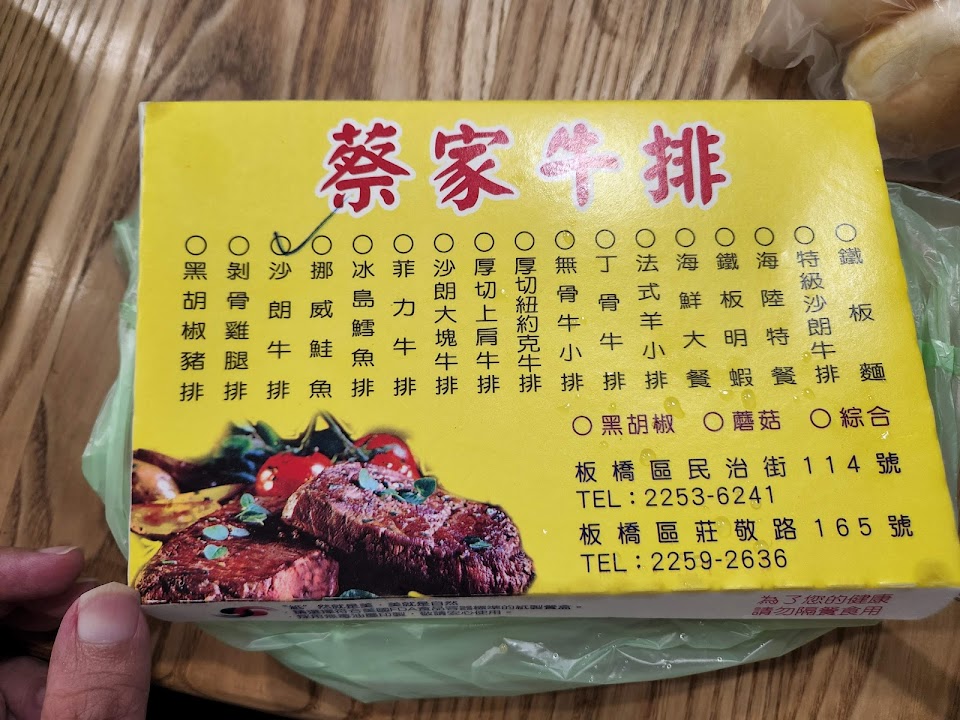 蔡家牛排
黑胡椒豬排
剝骨雞腿排
沙朗牛排
挪威鮭魚
冰島鱈魚排
菲力牛排
沙朗大塊牛排
厚切上肩牛排
厚切紐約克牛排
無骨牛小排
丁骨牛排
法式羊小排
海鮮大餐
鐵板明蝦
海陸特餐
特級沙朗牛排
鐵板麵
黑胡椒 蘑菇 綜合
板橋區民治街114號
TEL:2253-6241
板橋區莊敬路165號
TEL:2259-2636
為了您的健康
請勿隔餐食用